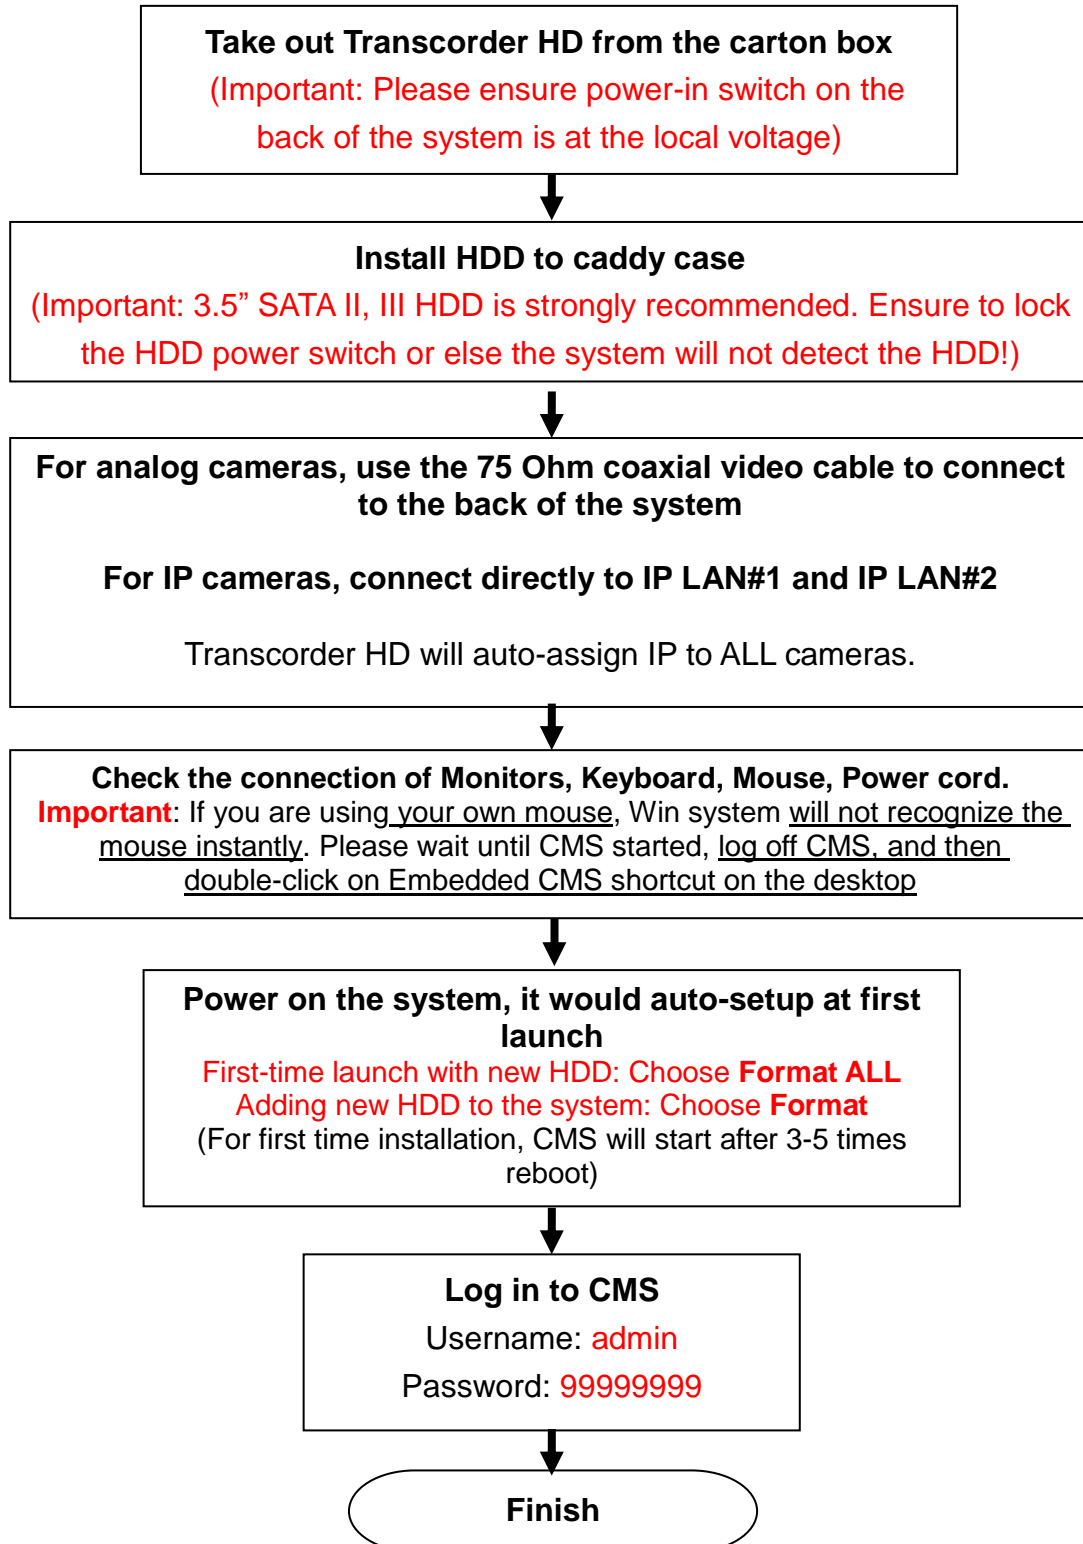 Take out Transcorder HD from the carton box
(Important: Please ensure power-in switch on the
back of the system is at the local voltage)
Install HDD to caddy case
(Important: 3.5” SATA II, III HDD is strongly recommended. Ensure to lock
the HDD power switch or else the system will not detect the HDD!)
For analog cameras, use the 75 Ohm coaxial video cable to connect
to the back of the system
For IP cameras, connect directly to IP LAN#1 and IP LAN#2
Transcorder HD will auto-assign IP to ALL cameras.
Check the connection of Monitors, Keyboard, Mouse, Power cord.
Important: If you are using your own mouse, Win system will not recognize the
mouse instantly. Please wait until CMS started, log off CMS, and then
double-click on Embedded CMS shortcut on the desktop
Power on the system, it would auto-setup at first
launch
First-time launch with new HDD: Choose Format ALL
Adding new HDD to the system: Choose Format
(For first time installation, CMS will start after 3-5 times
reboot)
Log in to CMS
Username: admin
Password: 99999999
Finish